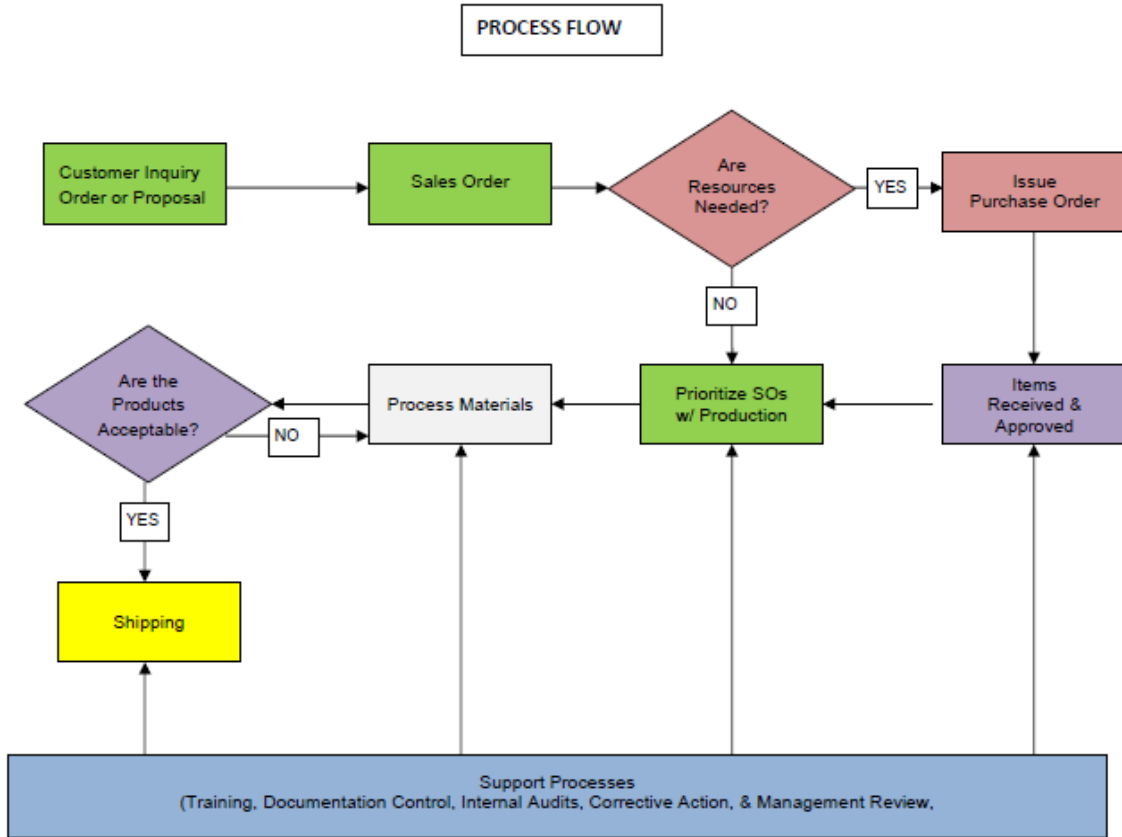 PROCESS FLOW
Customer Inquiry
Order or Proposal
Sales Order
Are
Resources
Needed?
YES
Issue
Purchase Order
NO
Are the
Products
Acceptable?
NO
Process Materials
Prioritize SOs
w/ Production
Items
Received &
Approved
YES
Shipping
Support Processes
(Training, Documentation Control, Internal Audits, Corrective Action, & Management Review,